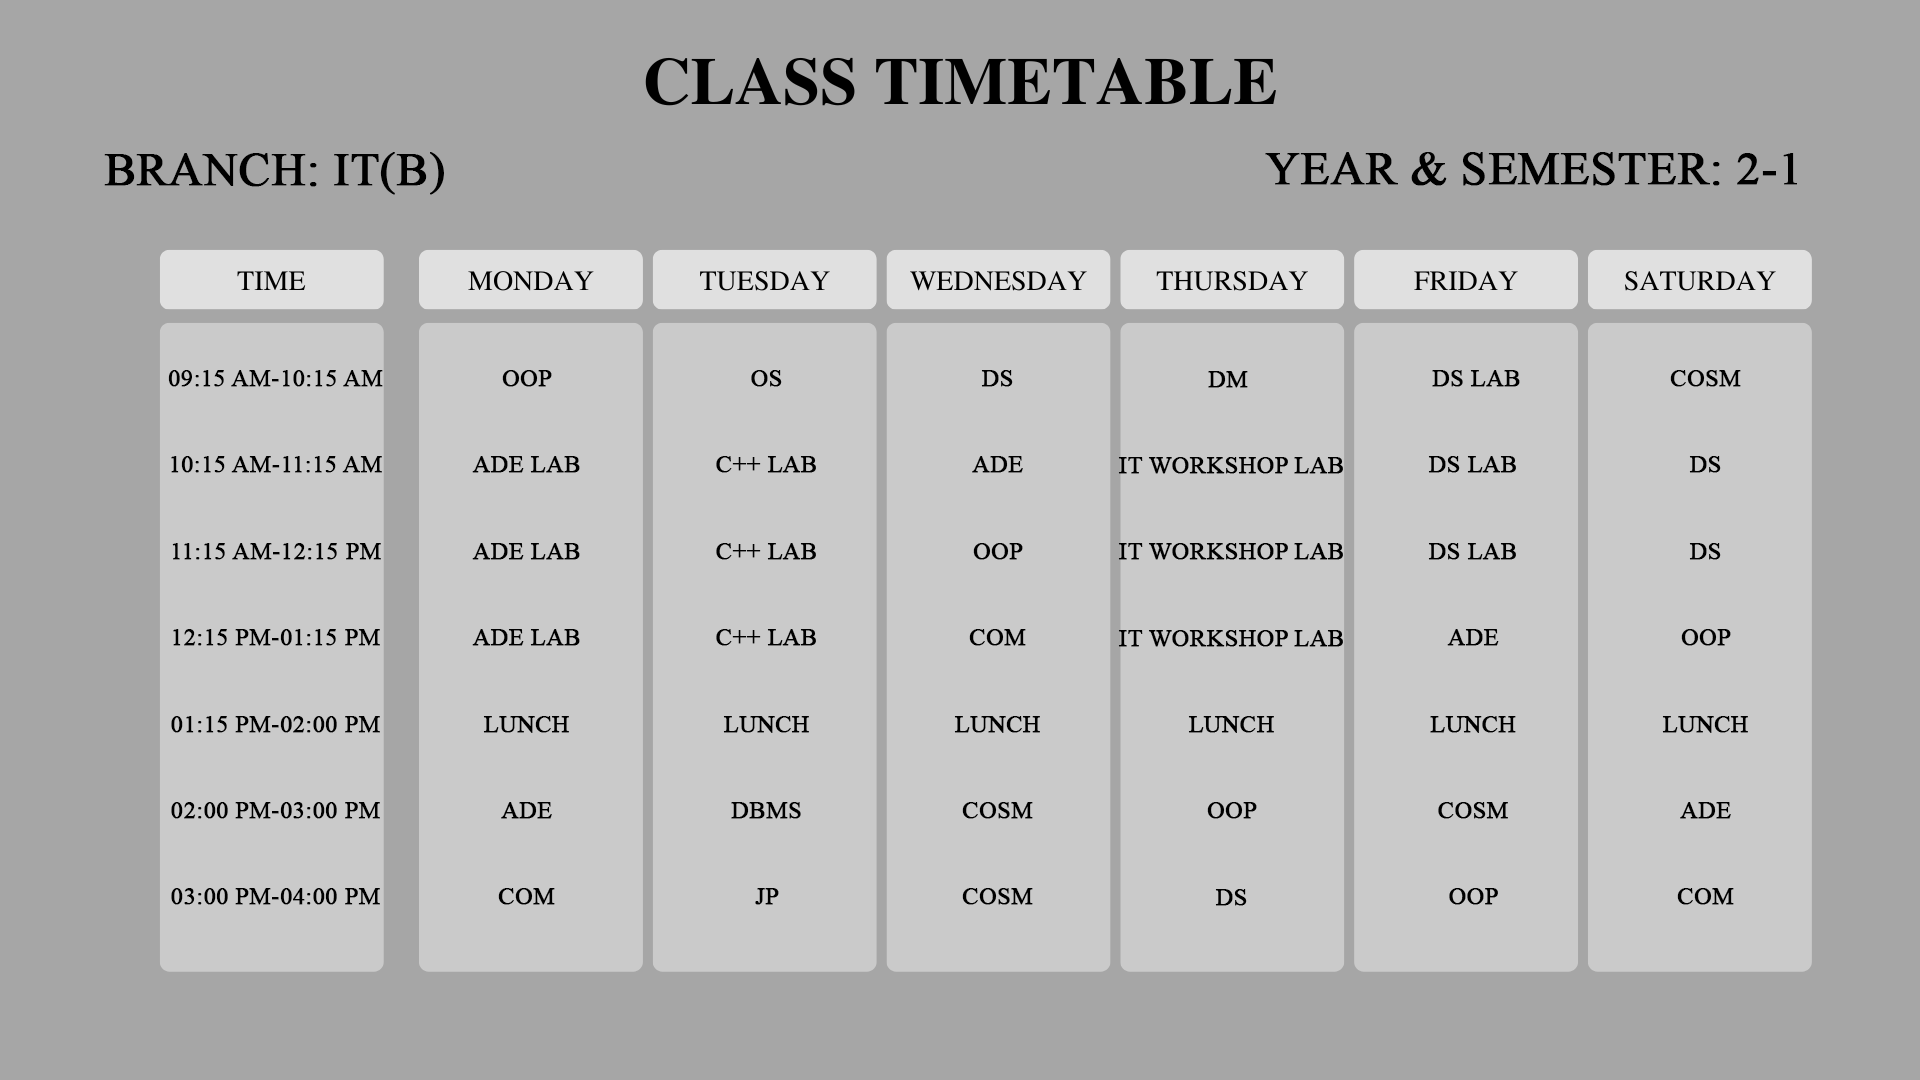 CLASS TIMETABLE
BRANCH: IT(B) YEAR & SEMESTER: 2-1
TIME MONDAY TUESDAY WEDNESDAY THURSDAY FRIDAY SATURDAY
09:15 AM-10:15 AM OOP OS DS DM DS LAB COSM
10:15 AM-11:15 AM ADE LAB C++ LAB ADE IT WORKSHOP LAB DS LAB DS
11:15 AM-12:15 PM ADE LAB C++ LAB OOP IT WORKSHOP LAB DS LAB DS
12:15 PM-01:15 PM ADE LAB C++ LAB COM IT WORKSHOP LAB ADE OOP
01:15 PM-02:00 PM LUNCH LUNCH LUNCH LUNCH LUNCH LUNCH
02:00 PM-03:00 PM ADE DBMS COSM OOP COSM ADE
03:00 PM-04:00 PM COM JP COSM DS OOP COM